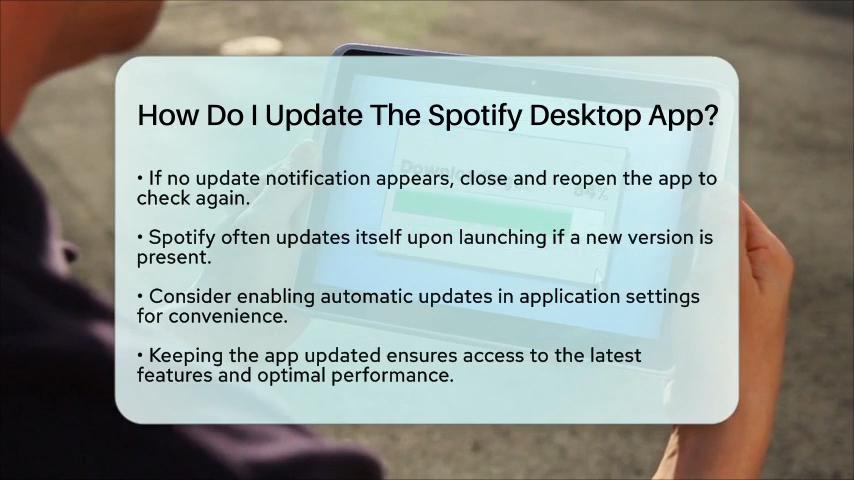 How Do I Update The Spotify Desktop App?
• If no update notification appears, close and reopen the app to
check again.
• Spotify often updates itself upon launching if a new version is
present.
• Consider enabling automatic updates in application settings
for convenience.
• Keeping the app updated ensures access to the latest
features and optimal performance.